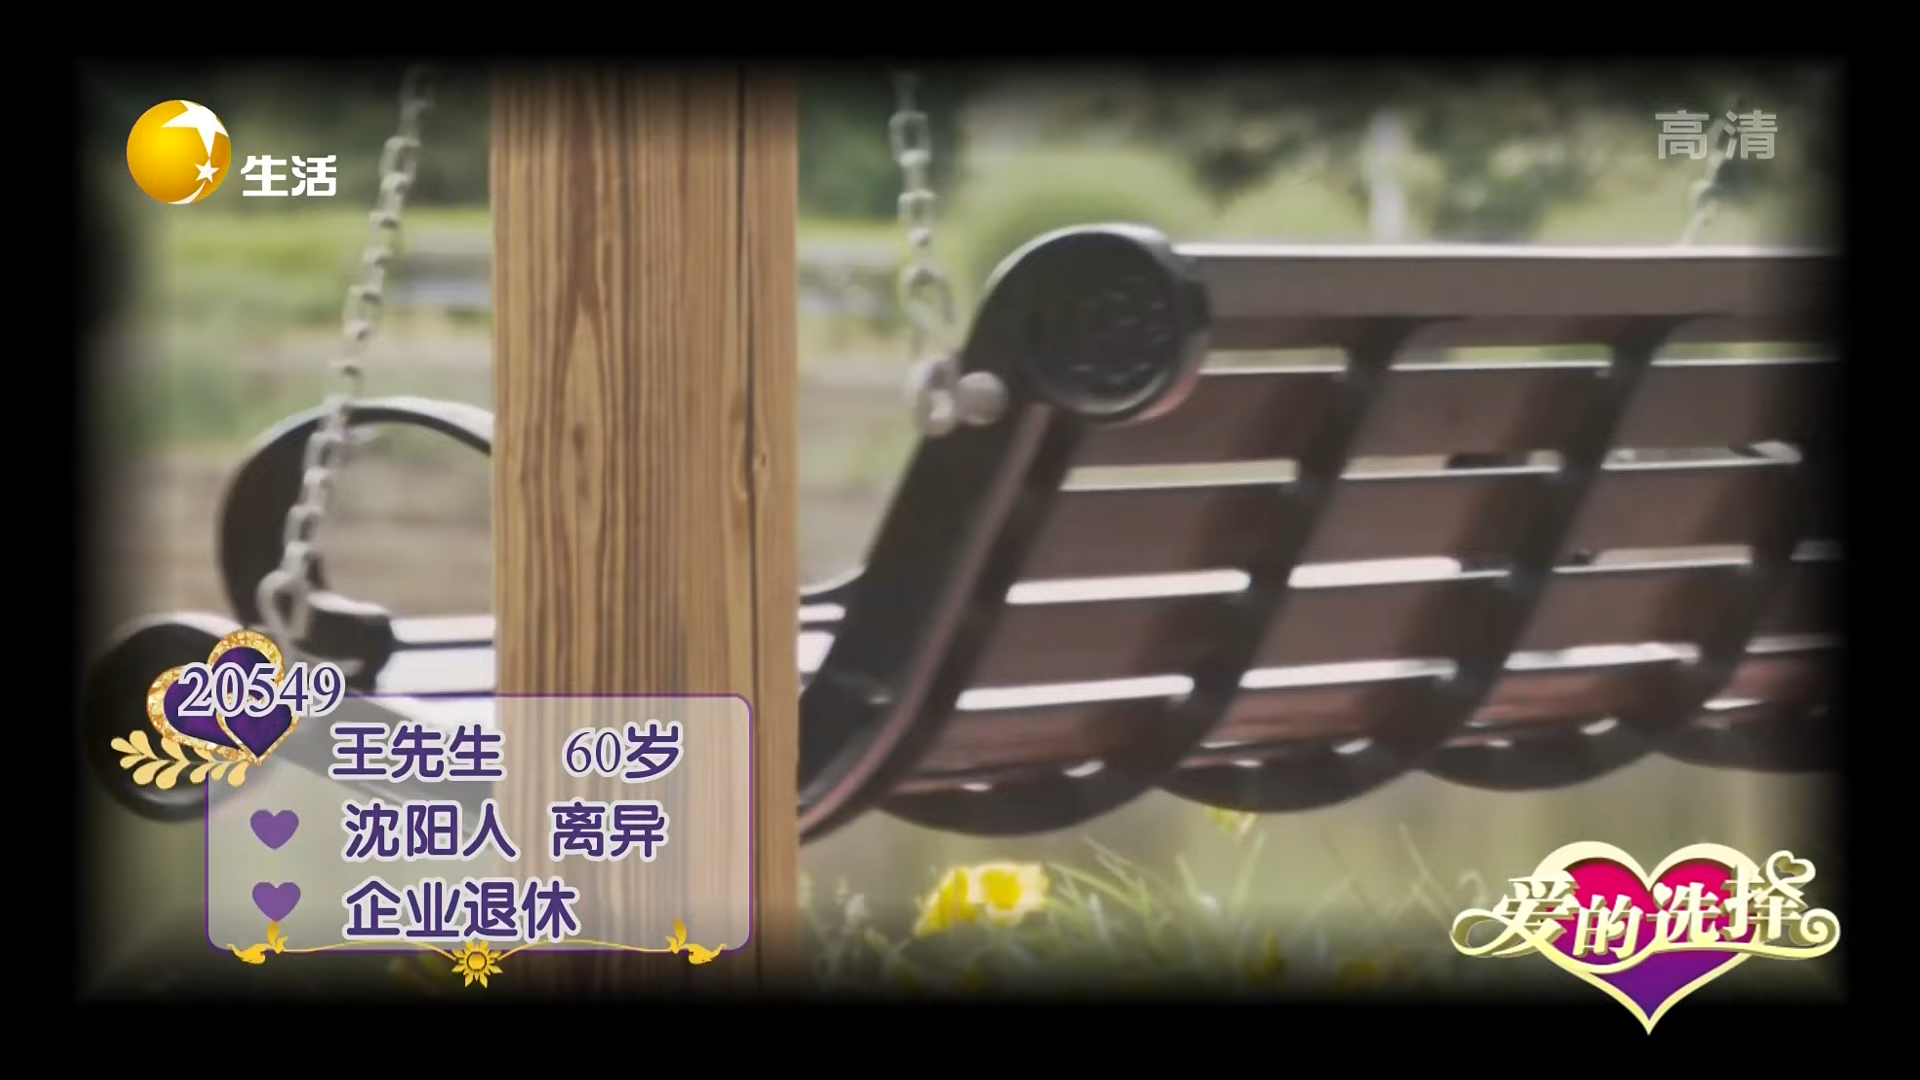 生活
高清
20549
王先生 60岁
沈阳人 离异
企业退休
爱的选择